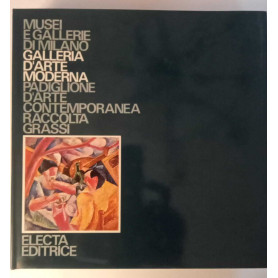 MUSEI
E GALLERIE
DI MILANO
GALLERIA
D'ARTE
MODERNA
PADIGLIONE
D'ARTE
CONTEMPORANEA
RACCOLTA
GRASSI
ELECTA
EDITRICE